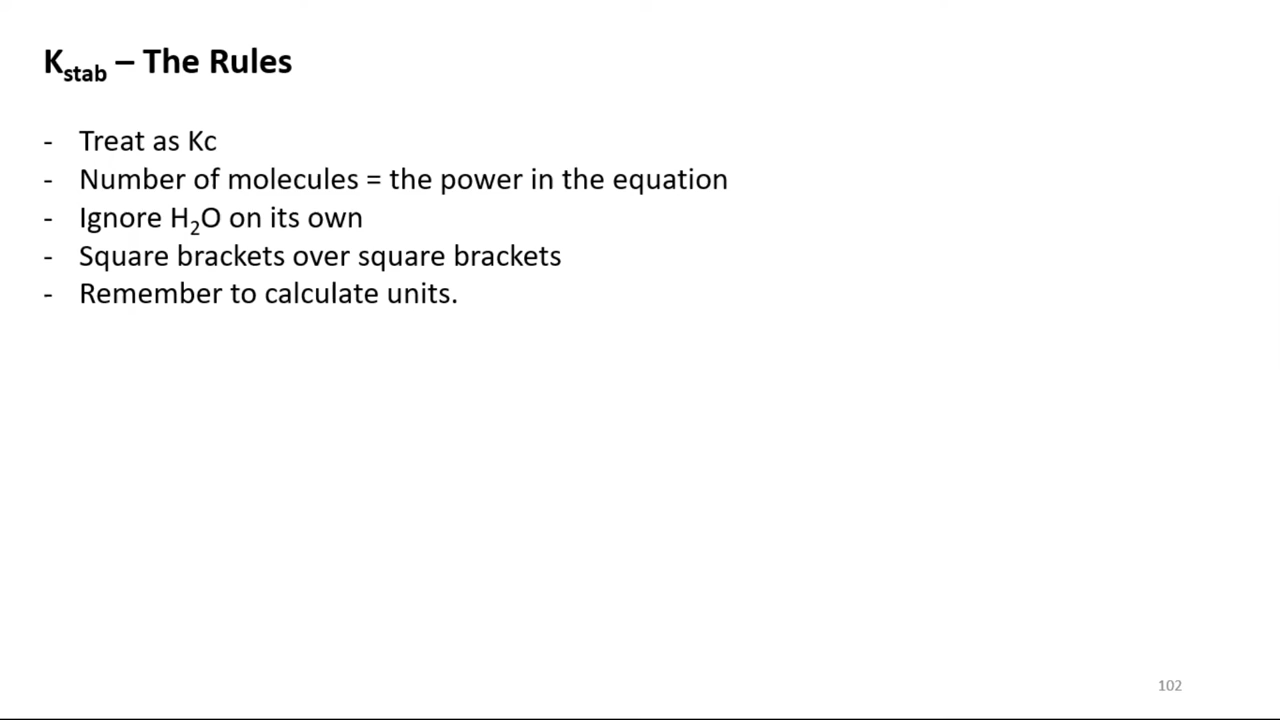 K_stab – The Rules
- Treat as Kc
- Number of molecules = the power in the equation
- Ignore H₂O on its own
- Square brackets over square brackets
- Remember to calculate units.
102